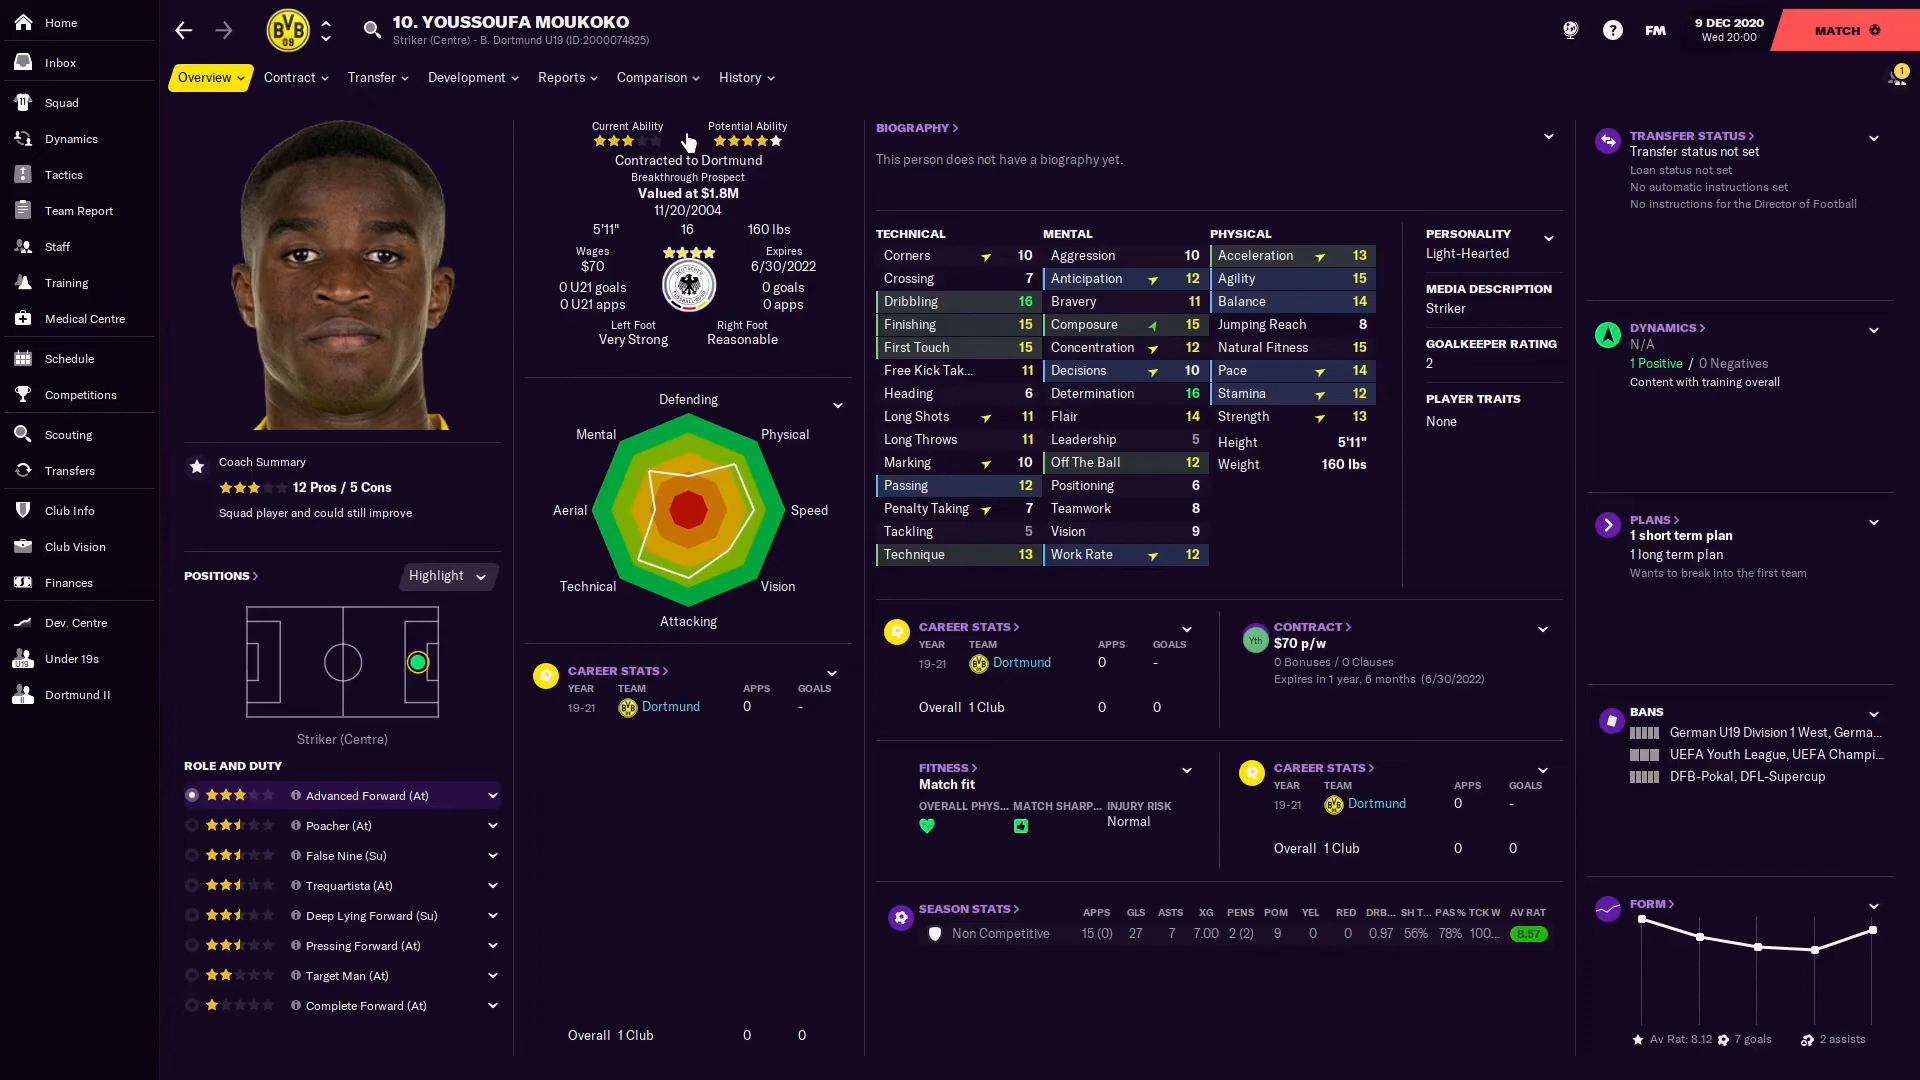 Home
Inbox
Squad
Dynamics
Tactics
Team Report
Staff
Training
Medical Centre
Schedule
Competitions
Scouting
Transfers
Club Info
Club Vision
Finances
Dev. Centre
Under 19s
Dortmund II
10. YOUSSOUFA MOUKOKO
Striker (Centre) - B. Dortmund U19 (ID:2000074825)
FM
9 DEC 2020
Wed 20:00
MATCH
Overview Contract Transfer Development Reports Comparison History
1
Coach Summary
12 Pros / 5 Cons
Squad player and could still improve
POSITIONS > Highlight
Striker (Centre)
ROLE AND DUTY
Advanced Forward (At)
Poacher (At)
False Nine (Su)
Trequartista (At)
Deep Lying Forward (Su)
Pressing Forward (At)
Target Man (At)
Complete Forward (At)
Current Ability Potential Ability
Contracted to Dortmund
Breakthrough Prospect
Valued at $1.8M
11/20/2004
5'11" 16 160 lbs
Wages Expires
$70 6/30/2022
0 U21 goals 0 goals
0 U21 apps 0 apps
Left Foot Right Foot
Very Strong Reasonable
Defending
Mental Physical
Aerial Speed
Technical Vision
Attacking
CAREER STATS >
YEAR TEAM APPS GOALS
19-21 Dortmund 0 -
Overall 1 Club 0 0
BIOGRAPHY >
This person does not have a biography yet.
TECHNICAL MENTAL PHYSICAL
Corners 10 Aggression 10 Acceleration 13
Crossing 7 Anticipation 12 Agility 15
Dribbling 16 Bravery 11 Balance 14
Finishing 15 Composure 15 Jumping Reach 8
First Touch 15 Concentration 12 Natural Fitness 15
Free Kick Tak... 11 Decisions 10 Pace 14
Heading 6 Determination 16 Stamina 12
Long Shots 11 Flair 14 Strength 13
Long Throws 11 Leadership 5 Height 5'11"
Marking 10 Off The Ball 12 Weight 160 lbs
Passing 12 Positioning 6
Penalty Taking 7 Teamwork 8
Tackling 5 Vision 9
Technique 13 Work Rate 12
PERSONALITY
Light-Hearted
MEDIA DESCRIPTION
Striker
GOALKEEPER RATING
2
PLAYER TRAITS
None
CAREER STATS >
YEAR TEAM APPS GOALS
19-21 Dortmund 0 -
Overall 1 Club 0 0
Yth
CONTRACT >
$70 p/w
0 Bonuses / 0 Clauses
Expires in 1 year, 6 months (6/30/2022)
FITNESS >
Match fit
OVERALL PHYS... MATCH SHARP... INJURY RISK
Normal
CAREER STATS >
YEAR TEAM APPS GOALS
19-21 Dortmund 0 -
Overall 1 Club 0 0
SEASON STATS > APPS GLS ASTS XG PENS POM YEL RED DRB... SH T... PAS % TCK W AV RAT
Non Competitive 15 (0) 27 7 7.00 2 (2) 9 0 0 0.97 56% 78% 100... 8.57
TRANSFER STATUS >
Transfer status not set
Loan status not set
No automatic instructions set
No instructions for the Director of Football
DYNAMICS >
N/A
1 Positive / 0 Negatives
Content with training overall
PLANS >
1 short term plan
1 long term plan
Wants to break into the first team
BANS
German U19 Division 1 West, Germa...
UEFA Youth League, UEFA Champi...
DFB-Pokal, DFL-Supercup
FORM >
Av Rat: 8.12 7 goals 2 assists